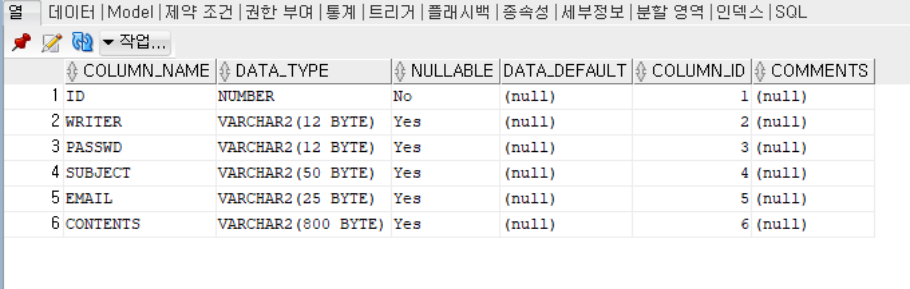 열 데이터 |Model | 제약 조건 |권한 부여 |통계 |트리거 |플래시백 |종속성 |세부정보 |분할 영역 |인덱스 |SQL
작업...
COLUMN_NAME DATA_TYPE NULLABLE DATA_DEFAULT COLUMN_ID COMMENTS
1 ID NUMBER No (null) 1 (null)
2 WRITER VARCHAR2(12 BYTE) Yes (null) 2 (null)
3 PASSWD VARCHAR2(12 BYTE) Yes (null) 3 (null)
4 SUBJECT VARCHAR2(50 BYTE) Yes (null) 4 (null)
5 EMAIL VARCHAR2(25 BYTE) Yes (null) 5 (null)
6 CONTENTS VARCHAR2(800 BYTE) Yes (null) 6 (null)